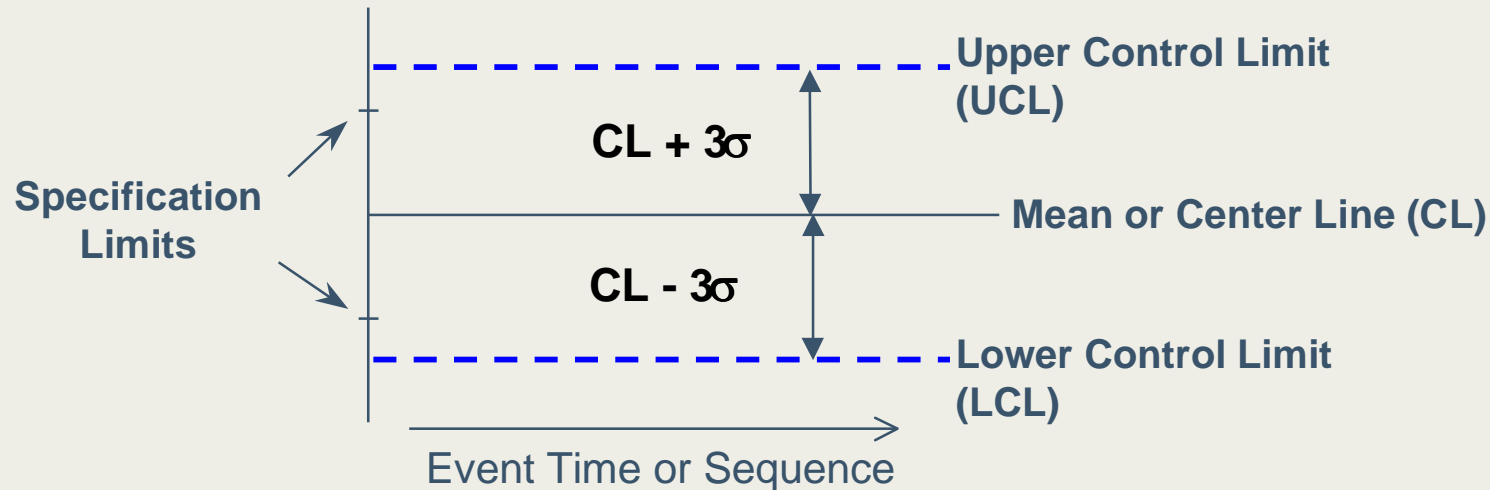 Upper Control Limit
(UCL)
CL + 3σ
Specification
Limits
Mean or Center Line (CL)
CL - 3σ
Lower Control Limit
(LCL)
Event Time or Sequence